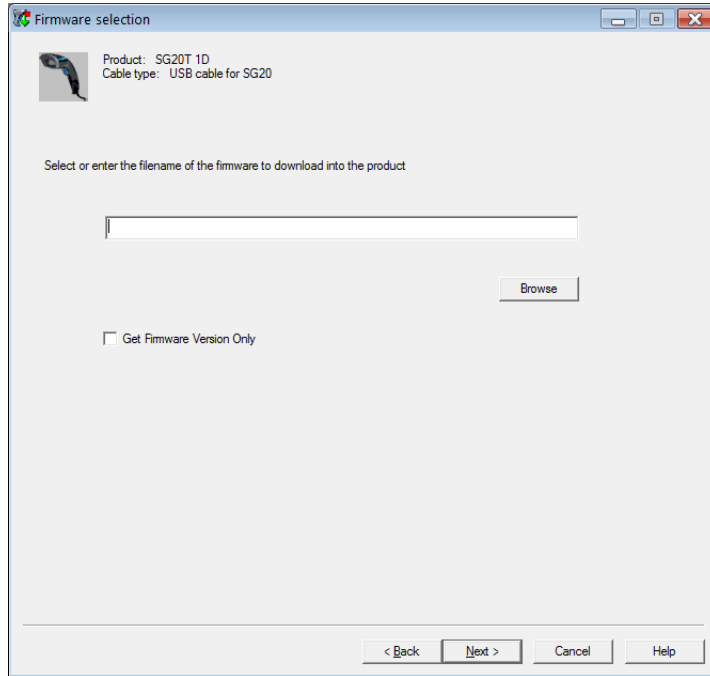 Firmware selection
Product: SG20T 1D
Cable type: USB cable for SG20
Select or enter the filename of the firmware to download into the product
Browse
Get Firmware Version Only
< Back
Next >
Cancel
Help